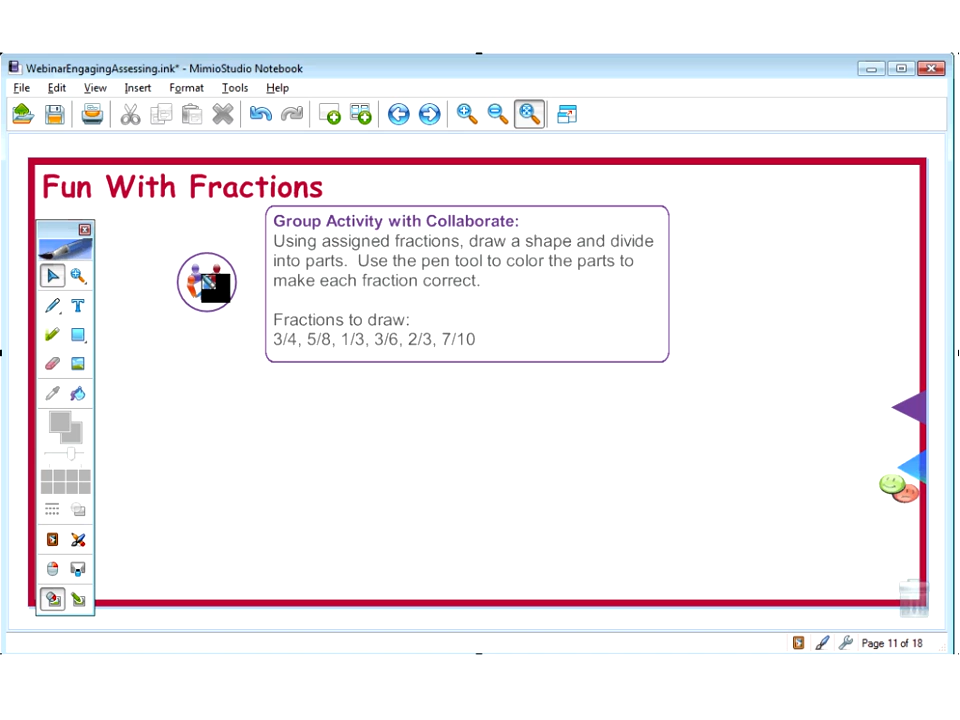 WebinarEngagingAssessing.ink* - MimioStudio Notebook
File Edit View Insert Format Tools Help
Fun With Fractions
Group Activity with Collaborate:
Using assigned fractions, draw a shape and divide
into parts. Use the pen tool to color the parts to
make each fraction correct.
Fractions to draw:
3/4, 5/8, 1/3, 3/6, 2/3, 7/10
T
Page 11 of 18